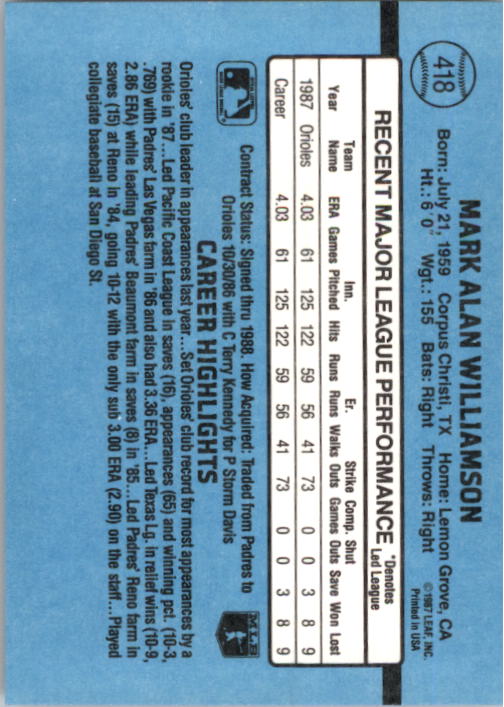 418
MARK ALAN WILLIAMSON
Born: July 21, 1959 Corpus Christi, TX Home: Lemon Grove, CA
Ht.: 6'0" Wgt.: 155 Bats: Right Throws: Right
© 1987 LEAF, INC.
Printed in USA
RECENT MAJOR LEAGUE PERFORMANCE *Denotes Led League
Team Inn. Er. Strike Comp. Shut
Year Name ERA Games Pitched Hits Runs Runs Walks Outs Games Outs Save Won Lost
1987 Orioles 4.03 61 125 122 59 56 41 73 0 0 3 8 9
Career 4.03 61 125 122 59 56 41 73 0 0 3 8 9
Contract Status: Signed thru 1988. How Acquired: Traded from Padres to
Orioles 10/30/86 with C Terry Kennedy for P Storm Davis
MLB
CAREER HIGHLIGHTS
Orioles' club leader in appearances last year...Set Orioles' club record for most appearances by a
rookie in '87...Led Pacific Coast League in saves (16), appearances (65) and winning pct. (10-3,
.769) with Padres' Las Vegas farm in '86 and also had 3.36 ERA...Led Texas Lg. in relief wins (10-9,
2.86 ERA) while leading Padres' Beaumont farm in saves (8) in '85...Led Padres' Reno farm in
saves (15) at Reno in '84, going 10-12 with the only sub 3.00 ERA (2.90) on the staff...Played
collegiate baseball at San Diego St.